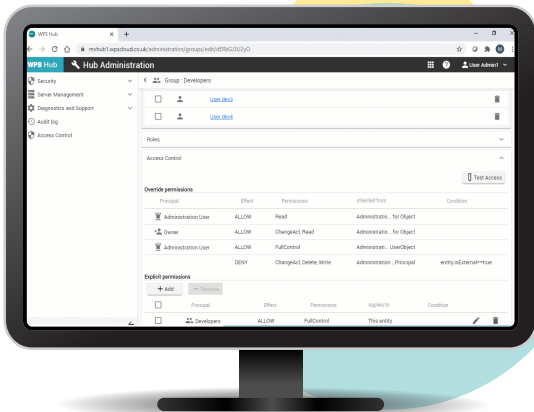 WPS Hub
mvhub1.wpscloud.co.uk/administration/groups/edit/dERkG/3U2yO
WPS Hub Hub Administration User Admin1
Security
Server Management
Diagnostics and Support
Audit log
Access Control
Group : Developers
User dev3
User dev4
Roles
Access Control
Test Access
Override permissions
Principal Effect Permissions Inherited from Condition
Administration User ALLOW Read Administratio... for Object
Owner ALLOW ChangeAcl, Read Administratio... for Object
Administration User ALLOW FullControl Administrati... UserObject
DENY ChangeAcl, Delete, Write Administration...Principal entity.isExternal==true
Explicit permissions
+ Add − Remove
Principal Effect Permissions Applies to Condition
Developers ALLOW FullControl This entity